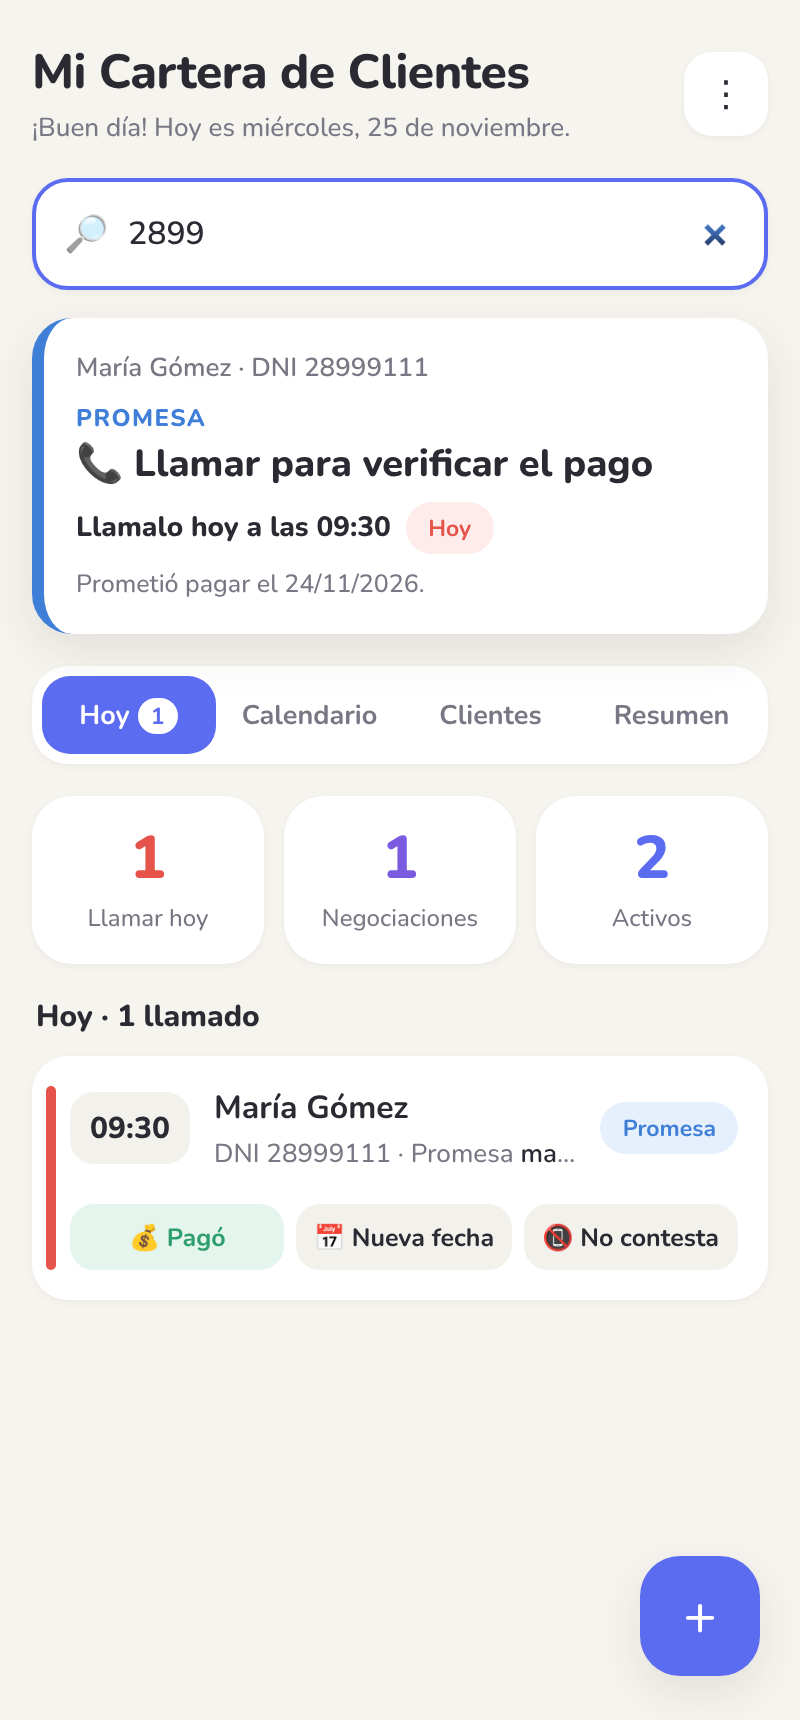 Mi Cartera de Clientes
¡Buen día! Hoy es miércoles, 25 de noviembre.
2899
María Gómez · DNI 28999111
PROMESA
Llamar para verificar el pago
Llamalo hoy a las 09:30 Hoy
Prometió pagar el 24/11/2026.
Hoy 1 Calendario Clientes Resumen
1 1 2
Llamar hoy Negociaciones Activos
Hoy · 1 llamado
09:30 María Gómez Promesa
DNI 28999111 · Promesa ma...
Pagó Nueva fecha No contesta